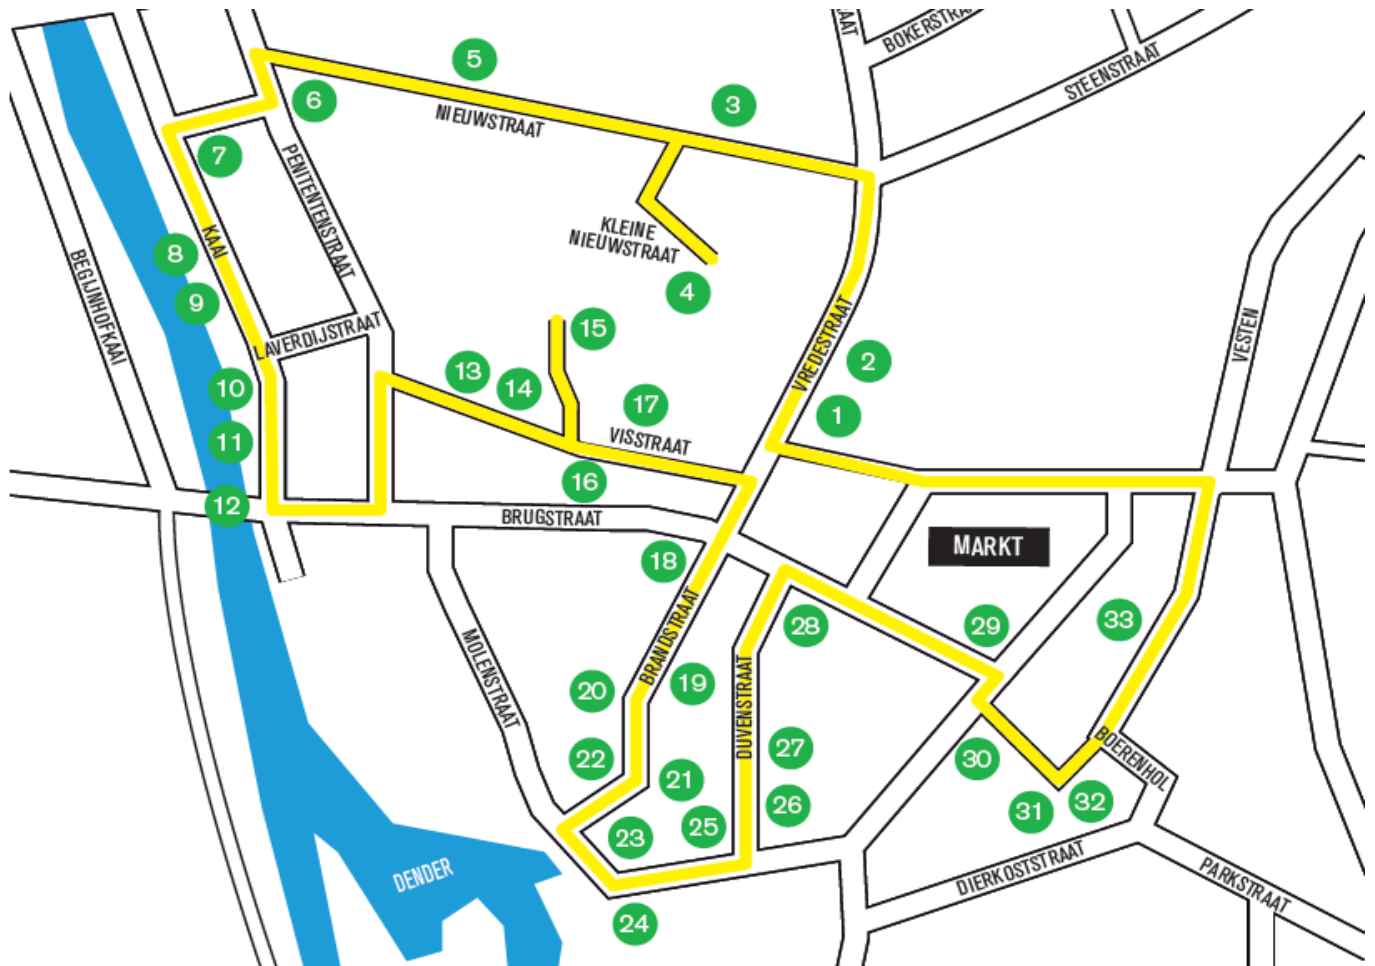 BOKERSTRA
AAT
STEENSTRAAT
5
6
3
NIEUWSTRAAT
7
PENITENTENSTRAAT
KLEINE
NIEUWSTRAAT
KAAI
8
9
4
BEGIJNHOFKAAI
LAVERDIJSTRAAT
15
VREDESTRAAT
VESTEN
2
13
14
10
17
1
11
VISSTRAAT
16
12
BRUGSTRAAT
MARKT
18
28
29
33
MOLENSTRAAT
BRANDSTRAAT
20
19
DUVENSTRAAT
27
22
21
30
BOERENHOL
26
25
23
31
32
DENDER
24
DIERKOSTSTRAAT
PARKSTRAAT